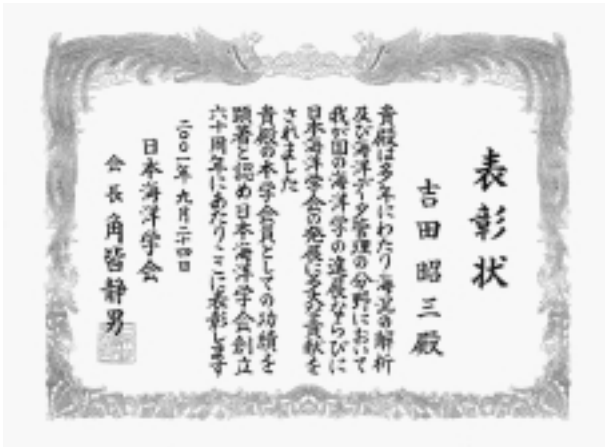 表彰状
吉田昭三殿
貴殿は多年にわたり海況の解析
及び海洋データ管理の分野において
我が国の海洋学の進展ならびに
日本海洋学会の発展に多大な貢献を
されました
貴殿の本学会員としての功績を
顕著と認め日本海洋学会創立
六十周年にあたりここに表彰します
二〇〇一年九月二十四日
日本海洋学会
会長角皆静男